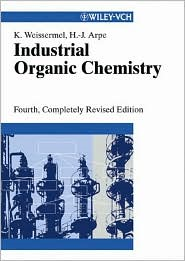 WILEY-VCH
K. Weissermel, H.-J. Arpe
Industrial
Organic Chemistry
Fourth, Completely Revised Edition